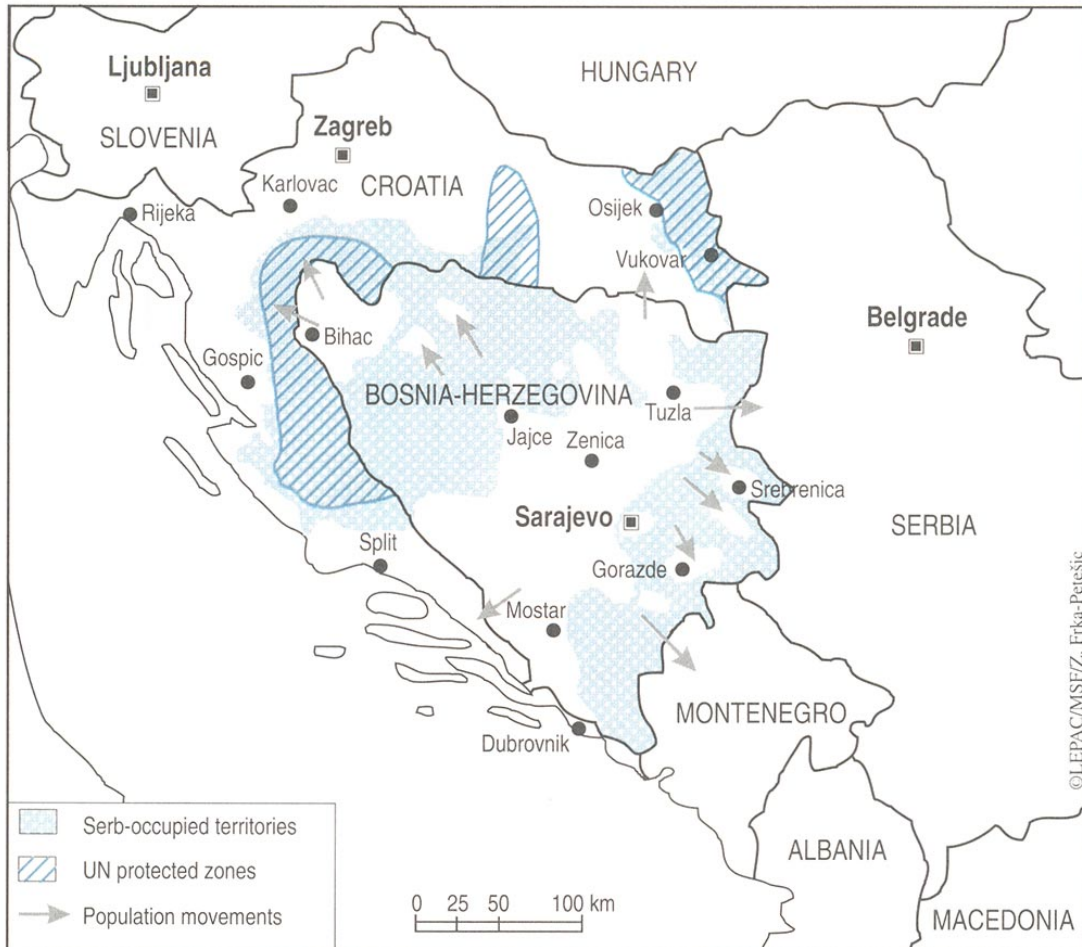 HUNGARY
Ljubljana
SLOVENIA
Zagreb
Karlovac
CROATIA
Rijeka
Osijek
Vukovar
Belgrade
Bihac
Gospic
BOSNIA-HERZEGOVINA
Tuzla
Jajce
Zenica
Srebrenica
Sarajevo
SERBIA
Split
Gorazde
Mostar
MONTENEGRO
Dubrovnik
ALBANIA
MACEDONIA
Serb-occupied territories
UN protected zones
Population movements
0 25 50 100 km
©LEPAC/MSF/Z. Frka-Petešic